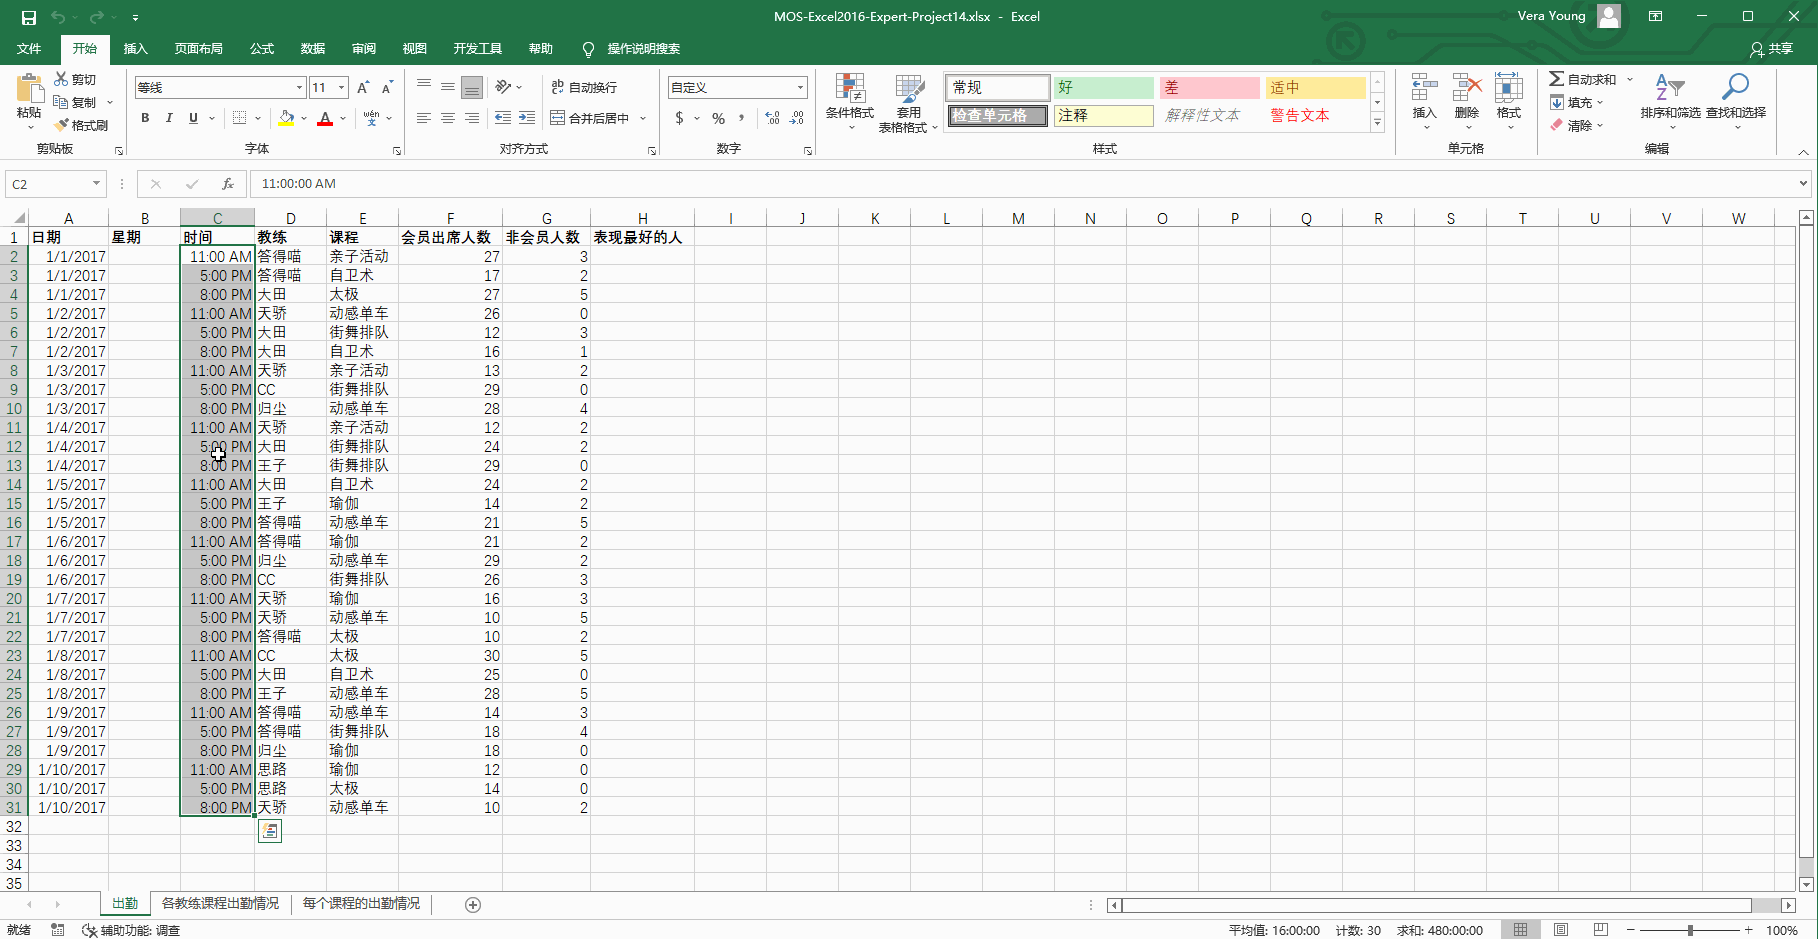 MOS-Excel2016-Expert-Project14.xlsx - Excel
Vera Young
文件 开始 插入 页面布局 公式 数据 审阅 视图 开发工具 帮助 操作说明搜索 共享
粘贴 剪切 复制 格式刷 剪贴板
等线 11 B I U A wén 文 字体
自动换行 合并后居中 对齐方式
自定义 $ % , 数字
条件格式 套用表格格式
常规 好 差 适中
检查单元格 注释 解释性文本 警告文本
样式
插入 删除 格式 单元格
自动求和 填充 清除 排序和筛选 查找和选择 编辑
C2 fx 11:00:00 AM
A B C D E F G H I J K L M N O P Q R S T U V W
1 日期 星期 时间 教练 课程 会员出席人数 非会员人数 表现最好的人
2 1/1/2017 11:00 AM 答得喵 亲子活动 27 3
3 1/1/2017 5:00 PM 答得喵 自卫术 17 2
4 1/1/2017 8:00 PM 大田 太极 27 5
5 1/2/2017 11:00 AM 天骄 动感单车 26 0
6 1/2/2017 5:00 PM 大田 街舞排队 12 3
7 1/2/2017 8:00 PM 大田 自卫术 16 1
8 1/3/2017 11:00 AM 天骄 亲子活动 13 2
9 1/3/2017 5:00 PM CC 街舞排队 29 0
10 1/3/2017 8:00 PM 归尘 动感单车 28 4
11 1/4/2017 11:00 AM 天骄 亲子活动 12 2
12 1/4/2017 5:00 PM 大田 街舞排队 24 2
13 1/4/2017 8:00 PM 王子 街舞排队 29 0
14 1/5/2017 11:00 AM 大田 自卫术 24 2
15 1/5/2017 5:00 PM 王子 瑜伽 14 2
16 1/5/2017 8:00 PM 答得喵 动感单车 21 5
17 1/6/2017 11:00 AM 答得喵 瑜伽 21 2
18 1/6/2017 5:00 PM 归尘 动感单车 29 2
19 1/6/2017 8:00 PM CC 街舞排队 26 3
20 1/7/2017 11:00 AM 天骄 瑜伽 16 3
21 1/7/2017 5:00 PM 天骄 动感单车 10 5
22 1/7/2017 8:00 PM 答得喵 太极 10 2
23 1/8/2017 11:00 AM CC 太极 30 5
24 1/8/2017 5:00 PM 大田 自卫术 25 0
25 1/8/2017 8:00 PM 王子 动感单车 28 5
26 1/9/2017 11:00 AM 答得喵 动感单车 14 3
27 1/9/2017 5:00 PM 答得喵 街舞排队 18 4
28 1/9/2017 8:00 PM 归尘 瑜伽 18 0
29 1/10/2017 11:00 AM 思路 瑜伽 12 0
30 1/10/2017 5:00 PM 思路 太极 14 0
31 1/10/2017 8:00 PM 天骄 动感单车 10 2
32
33
34
35
出勤 各教练课程出勤情况 每个课程的出勤情况
就绪 辅助功能: 调查 平均值: 16:00:00 计数: 30 求和: 480:00:00 100%